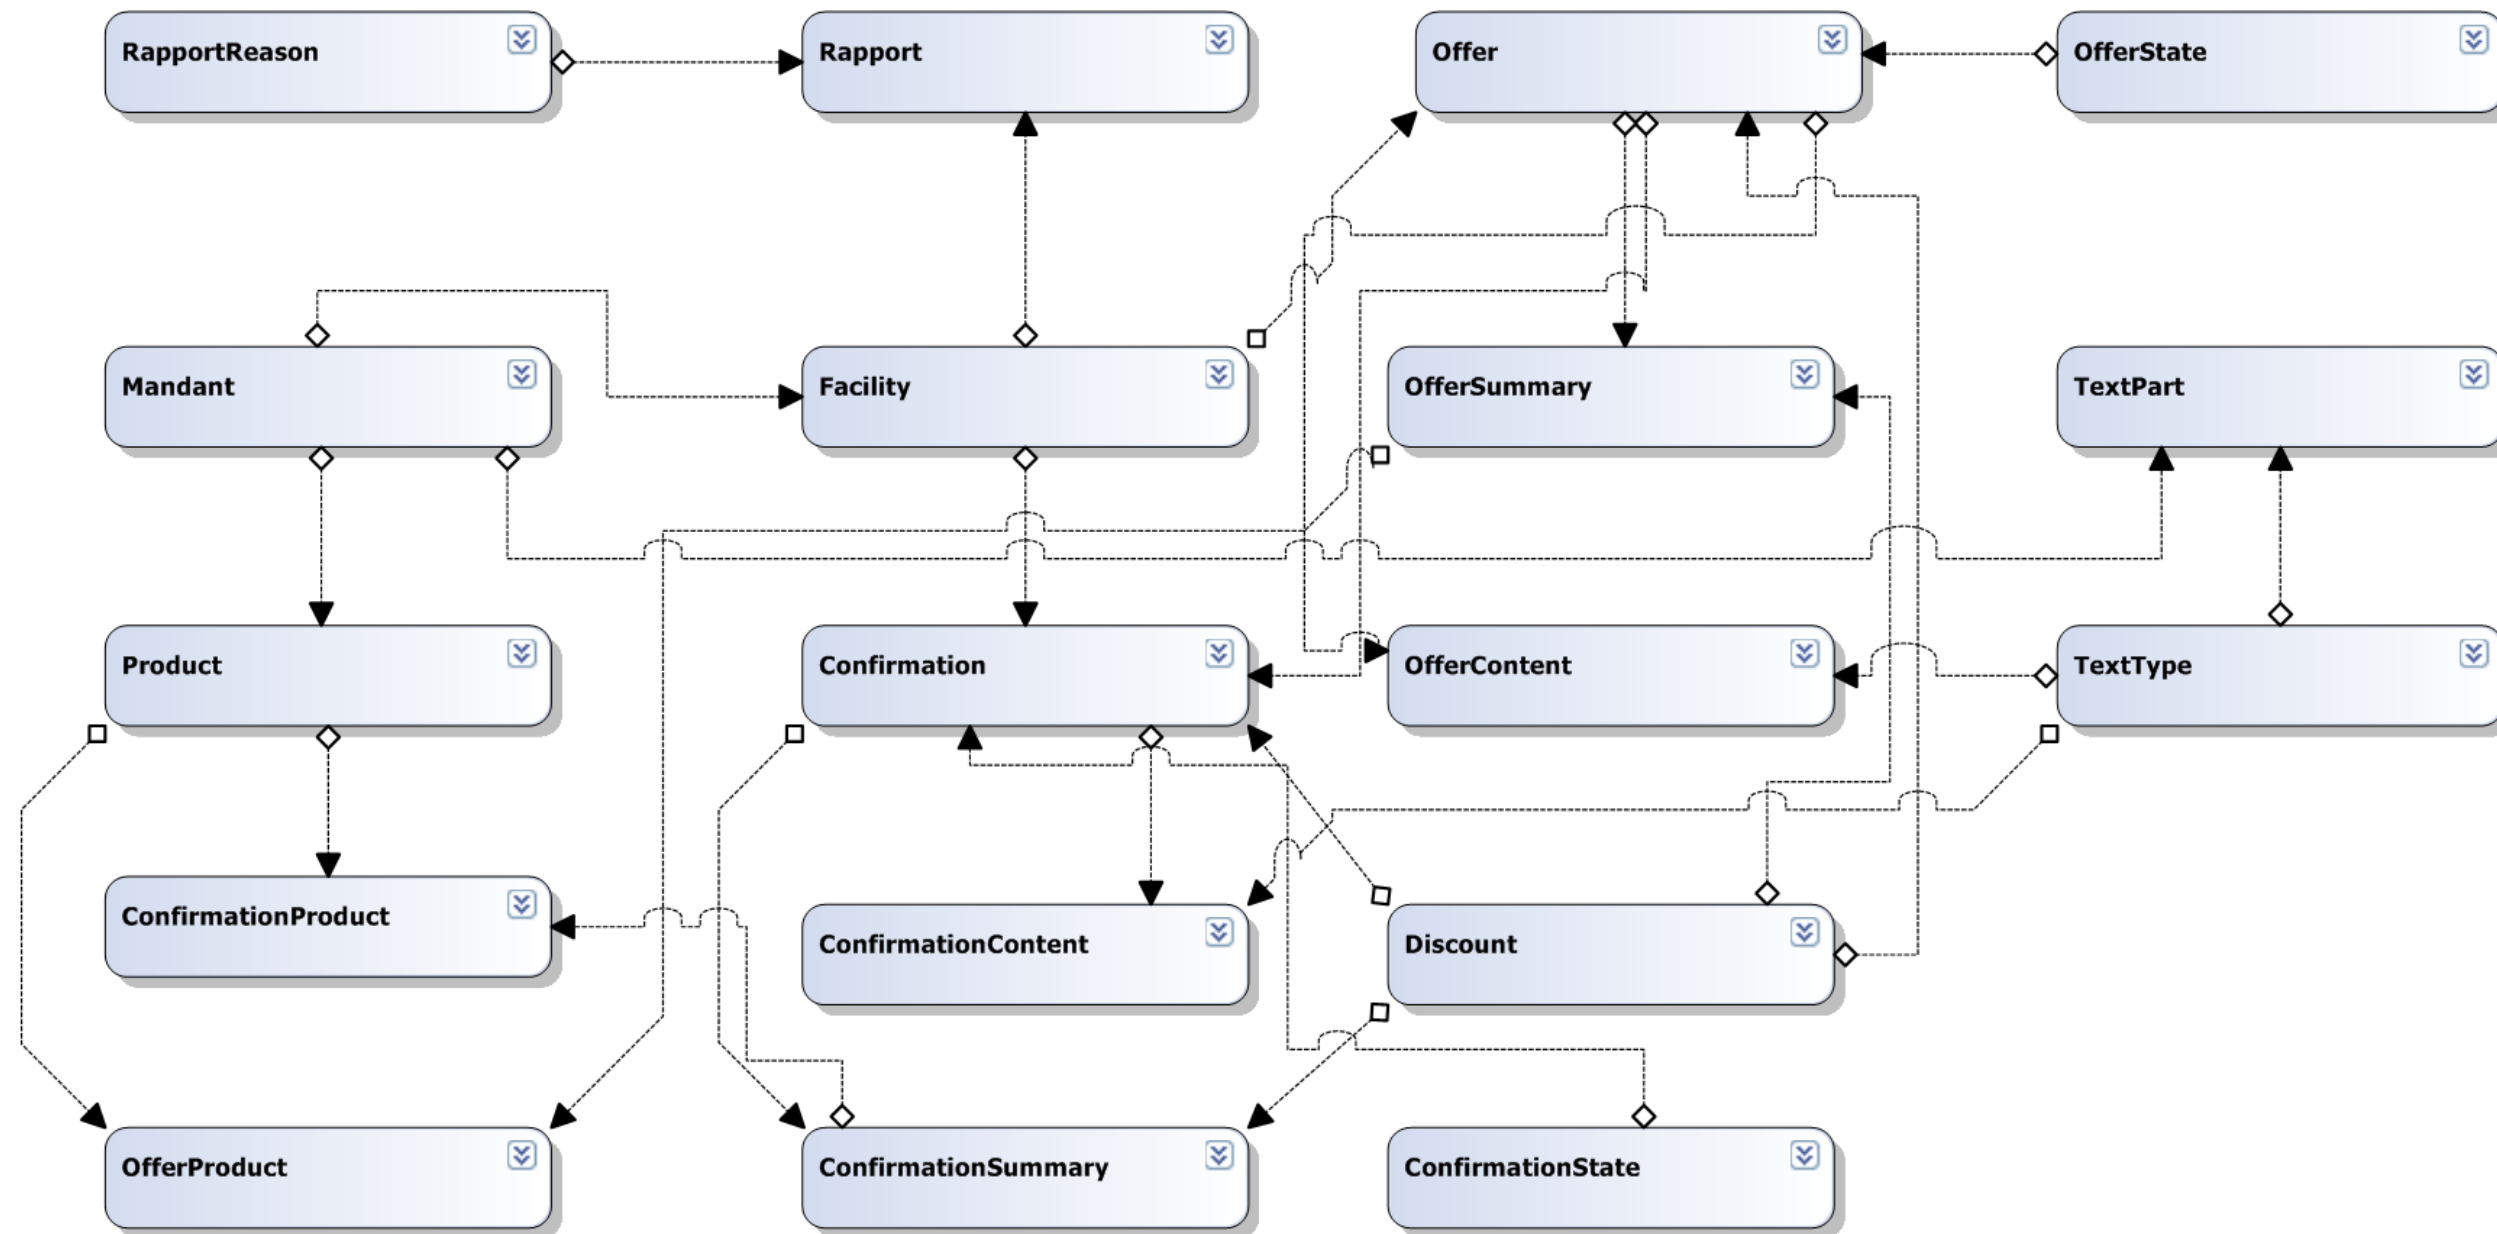 RapportReason
Rapport
Offer
OfferState
Mandant
Facility
OfferSummary
TextPart
Product
Confirmation
OfferContent
TextType
ConfirmationProduct
ConfirmationContent
Discount
OfferProduct
ConfirmationSummary
ConfirmationState